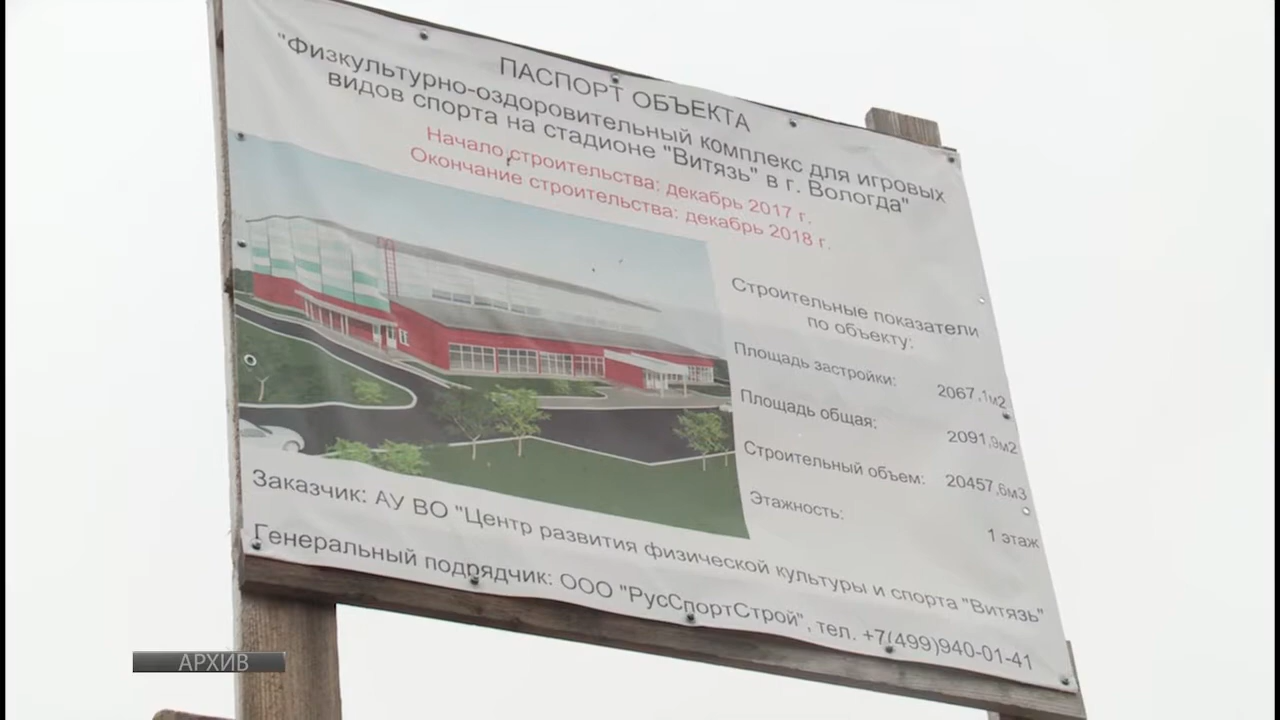 ПАСПОРТ ОБЪЕКТА
"Физкультурно-оздоровительный комплекс для игровых
видов спорта на стадионе "Витязь" в г. Вологда"
Начало строительства: декабрь 2017 г.
Окончание строительства: декабрь 2018 г.
Строительные показатели
по объекту:
Площадь застройки: 2067,1м2
Площадь общая: 2091,9м2
Строительный объем: 20457,6м3
Этажность: 1 этаж
Заказчик: АУ ВО "Центр развития физической культуры и спорта "Витязь"
Генеральный подрядчик: ООО "РусСпортСтрой", тел. +7(499)940-01-41
АРХИВ